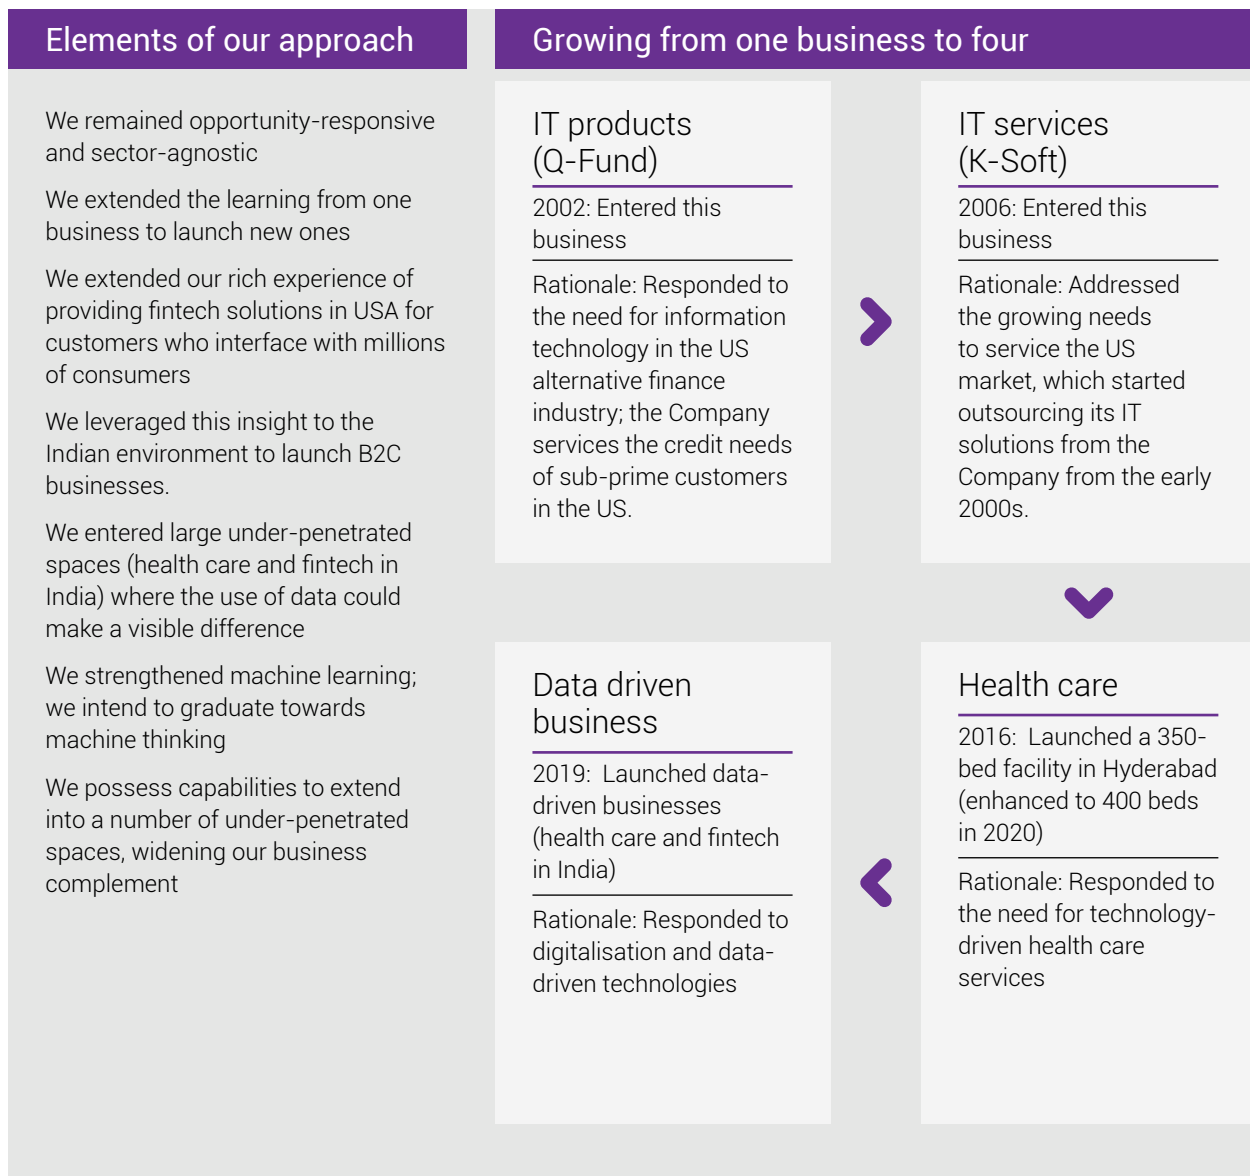 Elements of our approach
We remained opportunity-responsive
and sector-agnostic
We extended the learning from one
business to launch new ones
We extended our rich experience of
providing fintech solutions in USA for
customers who interface with millions
of consumers
We leveraged this insight to the
Indian environment to launch B2C
businesses.
We entered large under-penetrated
spaces (health care and fintech in
India) where the use of data could
make a visible difference
We strengthened machine learning;
we intend to graduate towards
machine thinking
We possess capabilities to extend
into a number of under-penetrated
spaces, widening our business
complement
Growing from one business to four
IT products
(Q-Fund)
2002: Entered this
business
Rationale: Responded to
the need for information
technology in the US
alternative finance
industry; the Company
services the credit needs
of sub-prime customers
in the US.
IT services
(K-Soft)
2006: Entered this
business
Rationale: Addressed
the growing needs
to service the US
market, which started
outsourcing its IT
solutions from the
Company from the early
2000s.
Health care
2016:  Launched a 350-
bed facility in Hyderabad
(enhanced to 400 beds
in 2020)
Rationale: Responded to
the need for technology-
driven health care
services
Data driven
business
2019:  Launched data-
driven businesses
(health care and fintech
in India)
Rationale: Responded to
digitalisation and data-
driven technologies